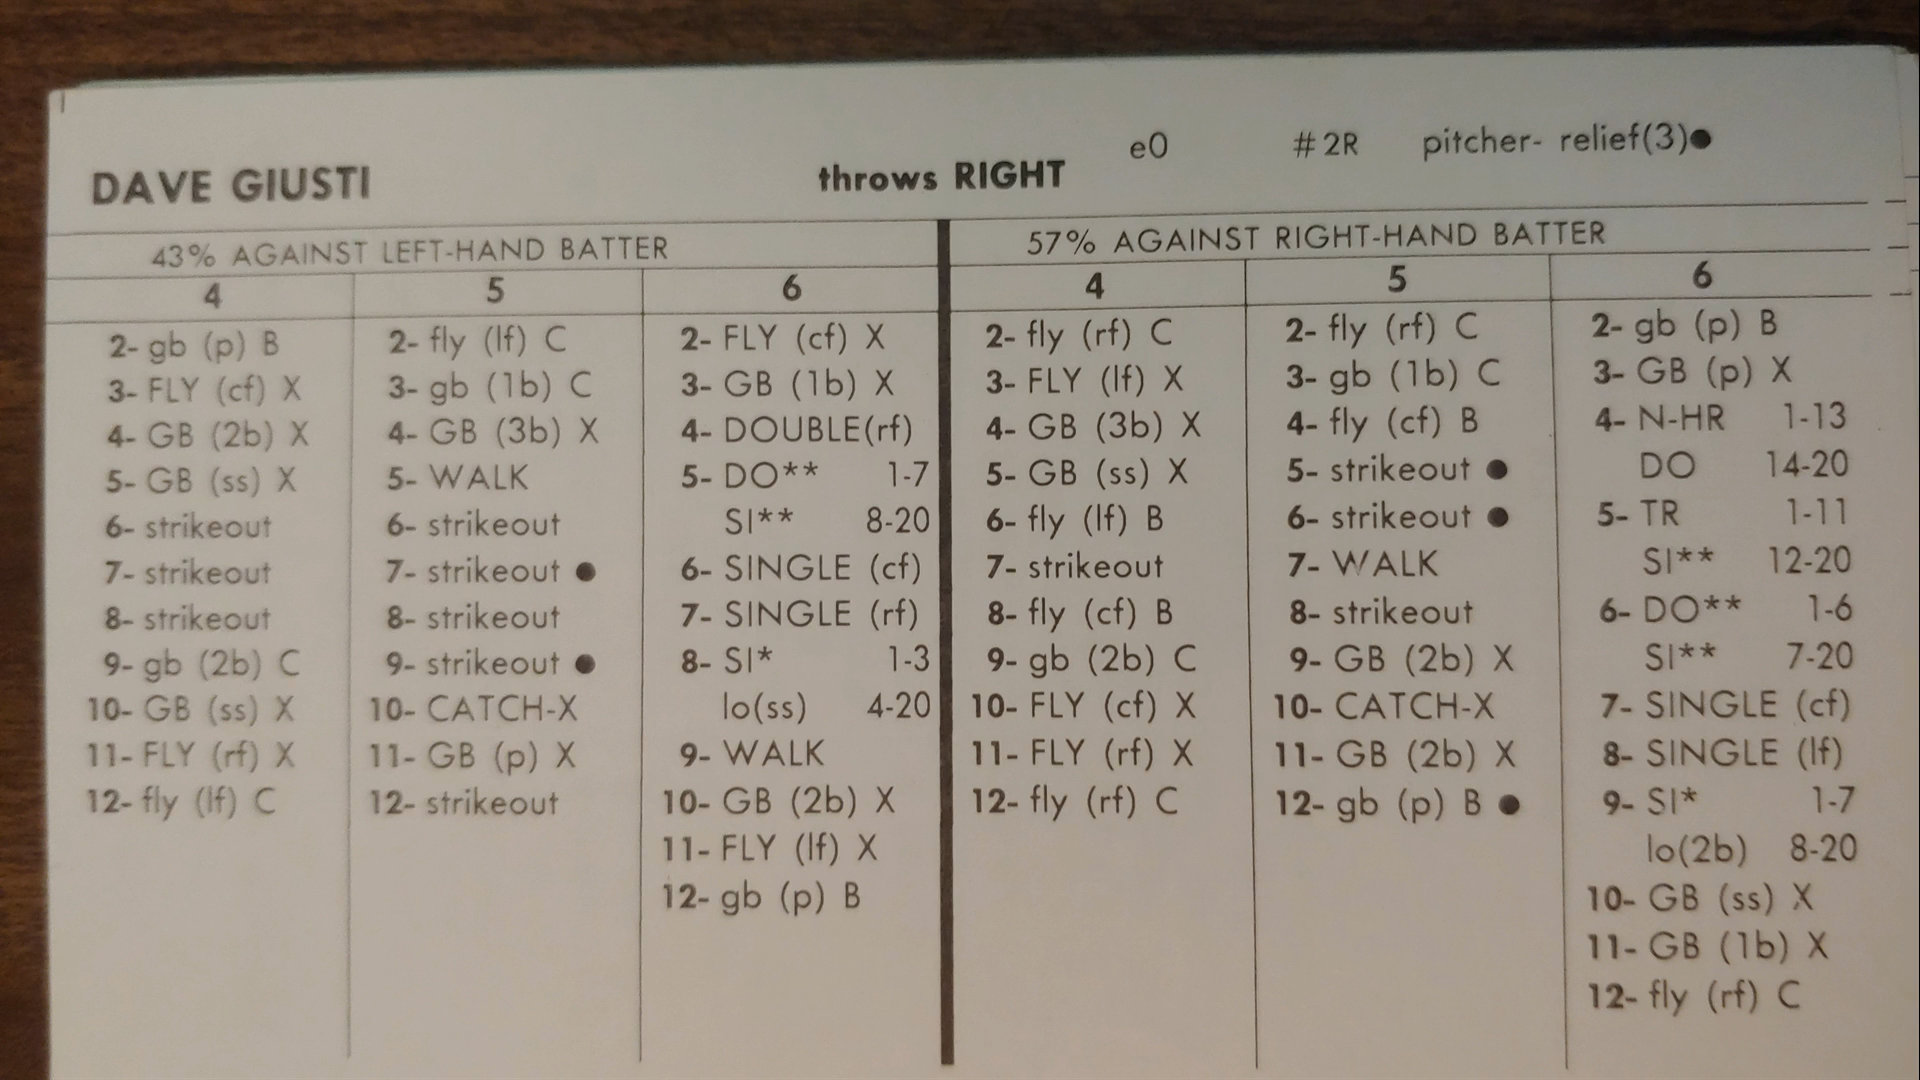 e0 #2R pitcher- relief(3)●
DAVE GIUSTI throws RIGHT
43% AGAINST LEFT-HAND BATTER
4 5 6
2- gb (p) B 2- fly (lf) C 2- FLY (cf) X
3- FLY (cf) X 3- gb (1b) C 3- GB (1b) X
4- GB (2b) X 4- GB (3b) X 4- DOUBLE(rf)
5- GB (ss) X 5- WALK 5- DO** 1-7
6- strikeout 6- strikeout SI** 8-20
7- strikeout 7- strikeout ● 6- SINGLE (cf)
8- strikeout 8- strikeout 7- SINGLE (rf)
9- gb (2b) C 9- strikeout ● 8- SI* 1-3
10- GB (ss) X 10- CATCH-X lo(ss) 4-20
11- FLY (rf) X 11- GB (p) X 9- WALK
12- fly (lf) C 12- strikeout 10- GB (2b) X
11- FLY (lf) X
12- gb (p) B
57% AGAINST RIGHT-HAND BATTER
4 5 6
2- fly (rf) C 2- fly (rf) C 2- gb (p) B
3- FLY (lf) X 3- gb (1b) C 3- GB (p) X
4- GB (3b) X 4- fly (cf) B 4- N-HR 1-13
5- GB (ss) X 5- strikeout ● DO 14-20
6- fly (lf) B 6- strikeout ● 5- TR 1-11
7- strikeout 7- WALK SI** 12-20
8- fly (cf) B 8- strikeout 6- DO** 1-6
9- gb (2b) C 9- GB (2b) X SI** 7-20
10- FLY (cf) X 10- CATCH-X 7- SINGLE (cf)
11- FLY (rf) X 11- GB (2b) X 8- SINGLE (lf)
12- fly (rf) C 12- gb (p) B ● 9- SI* 1-7
lo(2b) 8-20
10- GB (ss) X
11- GB (1b) X
12- fly (rf) C